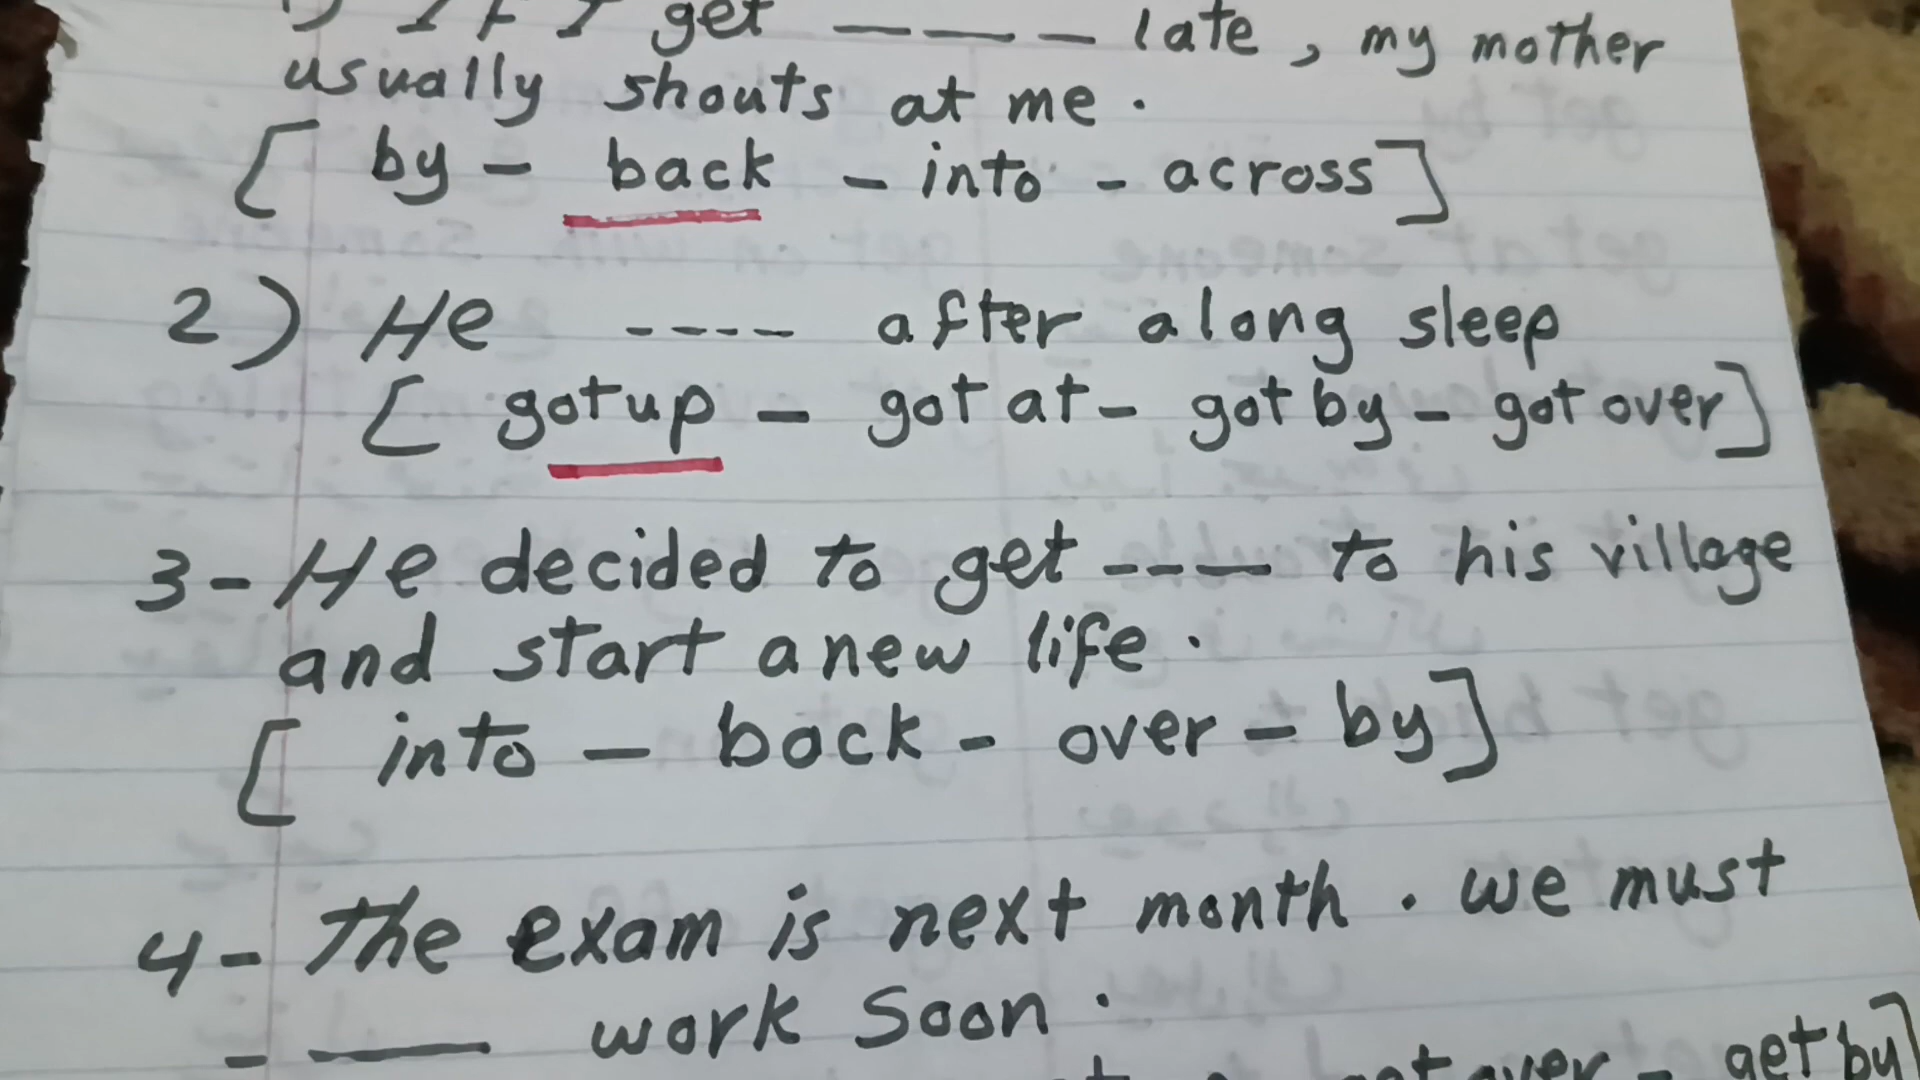 1) If I get ---- late, my mother
usually shouts at me.
[ by - back - into - across ]
2) He ---- after along sleep
[ got up - got at - got by - got over ]
3- He decided to get ---- to his village
and start a new life.
[ into - back - over - by ]
4- The exam is next month. we must
---- work soon.
over - get by ]